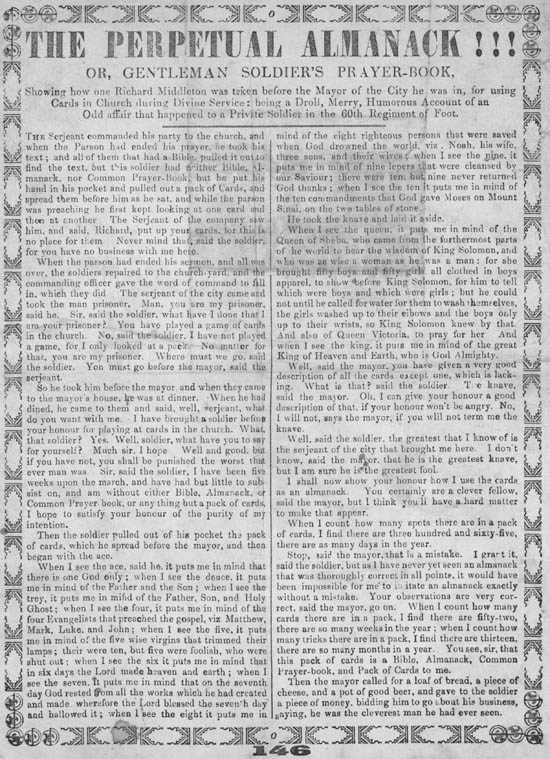 THE PERPETUAL ALMANACK!!!
OR, GENTLEMAN SOLDIER'S PRAYER-BOOK,
Showing how one Richard Middleton was taken before the Mayor of the City he was in, for using
Cards in Church during Divine Service: being a Droll, Merry, Humorous Account of an
Odd affair that happened to a Private Soldier in the 60th Regiment of Foot.
THE Serjeant commanded his party to the church, and
when the Parson had ended his prayer, he took his
text; and all of them that had a Bible, pulled it out to
find the text, but this soldier had neither Bible, Al-
manack, nor Common Prayer-Book; but he put his
hand in his pocket and pulled out a pack of Cards, and
spread them before him as he sat, and while the parson
was preaching he first kept looking at one card and
then at another The Serjeant of the company saw
him, and said, Richard, put up your cards, for this is
no place for them Never mind that, said the soldier,
for you have no business with me here.
When the parson had ended his sermon, and all was
over, the soldiers repaired to the church-yard, and the
commanding officer gave the word of command to fall
in, which they did The serjeant of the city came and
took the man prisoner. Man, you are my prisoner,
said he. Sir, said the soldier, what have I done that I
am your prisoner? You have played a game of cards
in the church. No, said the soldier, I have not played
a game, for I only looked at a pack No matter for
that, you are my prisoner. Where must we go, said
the soldier. You must go before the mayor, said the
serjeant.
So he took him before the mayor, and when they came
to the mayor's house, he was at dinner. When he had
dined, he came to them and said, well, serjeant, what
do you want with me. I have brought a soldier before
your honour for playing at cards in the church. What,
that soldier? Yes. Well, soldier, what have you to say
for yourself? Much sir, I hope Well and good, but
if you have not, you shall be punished the worst that
ever man was Sir, said the soldier, I have been five
weeks upon the march, and have had but little to sub-
sist on, and am without either Bible, Almanack, or
Common Prayer-book, or any thing but a pack of cards,
I hope to satisfy your honour of the purity of my
intention.
Then the soldier pulled out of his pocket the pack
of cards, which he spread before the mayor, and then
began with the ace.
When I see the ace, said he, it puts me in mind that
there is one God only; when I see the deuce, it puts
me in mind of the Father and the Son; when I see the
trey, it puts me in mind of the Father, Son, and Holy
Ghost; when I see the four, it puts me in mind of the
four Evangelists that preached the gospel, viz Matthew,
Mark, Luke, and John; when I see the five, it puts
me in mind of the five wise virgins that trimmed their
lamps; their were ten, but five were foolish, who were
shut out; when I see the six it puts me in mind that
in six days the Lord made heaven and earth; when I
see the seven, it puts me in mind that on the seventh
day God rested from all the works which he had created
and made wherefore the Lord blessed the seventh day
and hallowed it; when I see the eight it puts me in
mind of the eight righteous persons that were saved
when God drowned the world, viz. Noah, his wife,
three sons, and their wives; when I see the nine, it
puts me in mind of nine lepers that were cleansed by
our Saviour; there were ten but nine never returned
God thanks; when I see the ten it puts me in mind of
the ten commandments that God gave Moses on Mount
Sinai, on the two tables of stone.
He took the knave and laid it aside.
When I see the queen, it puts me in mind of the
Queen of Sheba, who came from the furthermost parts
of he world to hear the wisdom of King Solomon, and
who was as wise a woman as he was a man: for she
brought fifty boys and fifty girls all clothed in boys
apparel, to show before King Solomon, for him to tell
which were boys and which were girls; but he could
not until he called for water for them to wash themselves,
the girls washed up to their elbows and the boys only
up to their wrists, so King Solomon knew by that.
And also of Queen Victoria, to pray for her And
when I see the king, it puts me in mind of the great
King of Heaven and Earth, who is God Almighty.
Well, said the mayor, you have given a very good
description of all the cards except one, which is lack-
ing. What is that? said the soldier. The knave,
said the mayor. Oh, I can give your honour a good
description of that, if your honour won't be angry. No,
I will not, says the mayor, if you will not term me the
knave.
Well, said the soldier, the greatest that I know of is
the serjeant of the city that brought me here. I don't
know, said the mayor, that he is the greatest knave,
but I am sure he is the greatest fool.
I shall now show your honour how I use the cards
as an almanack. You certainly are a clever fellow,
said the mayor, but I think you'll have a hard matter
to make that appear.
When I count how many spots there are in a pack
of cards, I find there are three hundred and sixty-five,
there are as many days in the year.
Stop, said the mayor, that is a mistake. I grant it,
said the soldier, but as I have never yet seen an almanack
that was thoroughly correct in all points, it would have
been impossible for me to imitate an almanack exactly
without a mistake. Your observations are very cor-
rect, said the mayor, go on. When I count how many
cards there are in a pack, I find there are fifty-two,
there are so many weeks in the year; when I count how
many tricks there are in a pack, I find there are thirteen,
there are so many months in a year. You see, sir, that
this pack of cards is a Bible, Almanack, Common
Prayer-book, and Pack of Cards to me.
Then the mayor called for a loaf of bread, a piece of
cheese, and a pot of good beer, and gave to the soldier
a piece of money, bidding him to go about his business,
saying, he was the cleverest man he had ever seen.
146